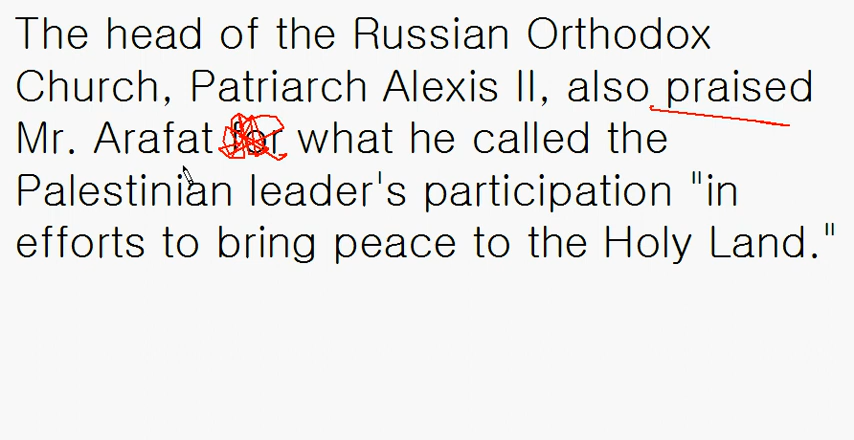 The head of the Russian Orthodox
Church, Patriarch Alexis II, also praised
Mr. Arafat for what he called the
Palestinian leader's participation "in
efforts to bring peace to the Holy Land."